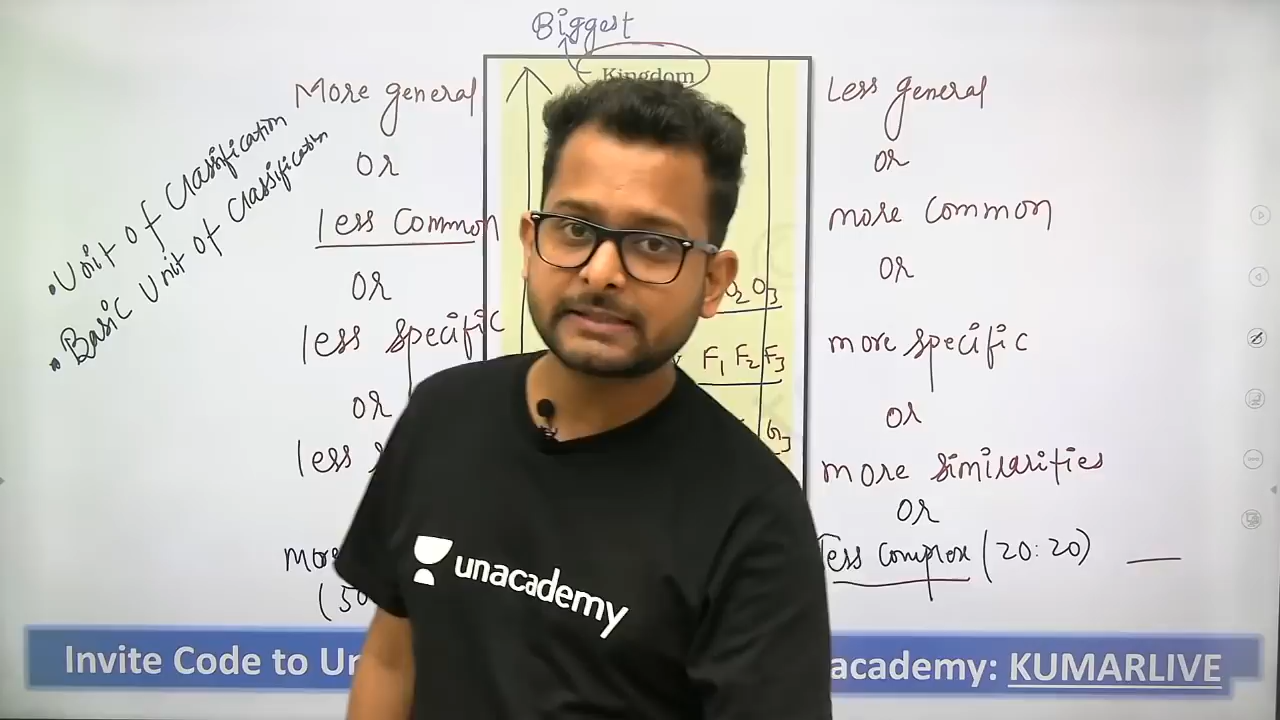 Biggest
Kingdom
More general
or
less Common
or
less specific
or
less
more
• Unit of Classification
• Basic Unit of Classification
O2 O3
F1 F2 F3
G3
Less general
or
more common
or
more specific
or
more similarities
or
less complex (20:20)
unacademy
Invite Code to Un
academy: KUMARLIVE